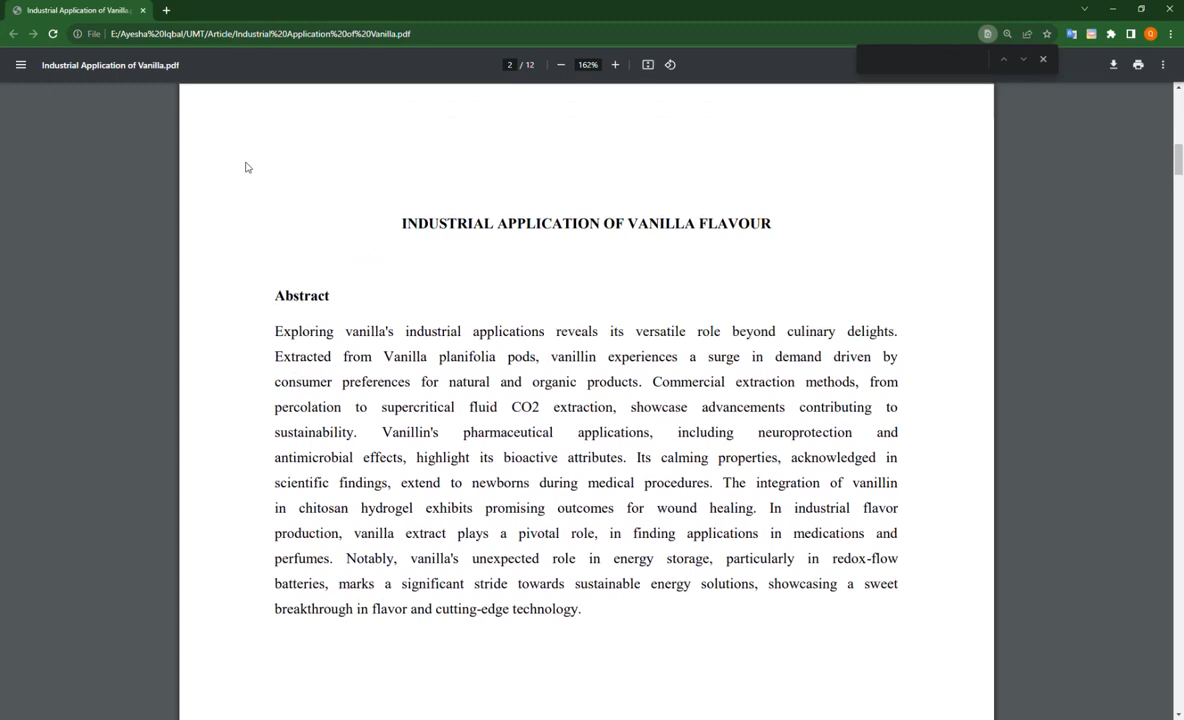 Industrial Application of Vanilla
File E:/Ayesha%20Iqbal/UMT/Article/Industrial%20Application%20of%20Vanilla.pdf
Q
Industrial Application of Vanilla.pdf
2 / 12
162%
INDUSTRIAL APPLICATION OF VANILLA FLAVOUR
Abstract
Exploring vanilla's industrial applications reveals its versatile role beyond culinary delights.
Extracted from Vanilla planifolia pods, vanillin experiences a surge in demand driven by
consumer preferences for natural and organic products. Commercial extraction methods, from
percolation to supercritical fluid CO2 extraction, showcase advancements contributing to
sustainability. Vanillin's pharmaceutical applications, including neuroprotection and
antimicrobial effects, highlight its bioactive attributes. Its calming properties, acknowledged in
scientific findings, extend to newborns during medical procedures. The integration of vanillin
in chitosan hydrogel exhibits promising outcomes for wound healing. In industrial flavor
production, vanilla extract plays a pivotal role, in finding applications in medications and
perfumes. Notably, vanilla's unexpected role in energy storage, particularly in redox-flow
batteries, marks a significant stride towards sustainable energy solutions, showcasing a sweet
breakthrough in flavor and cutting-edge technology.